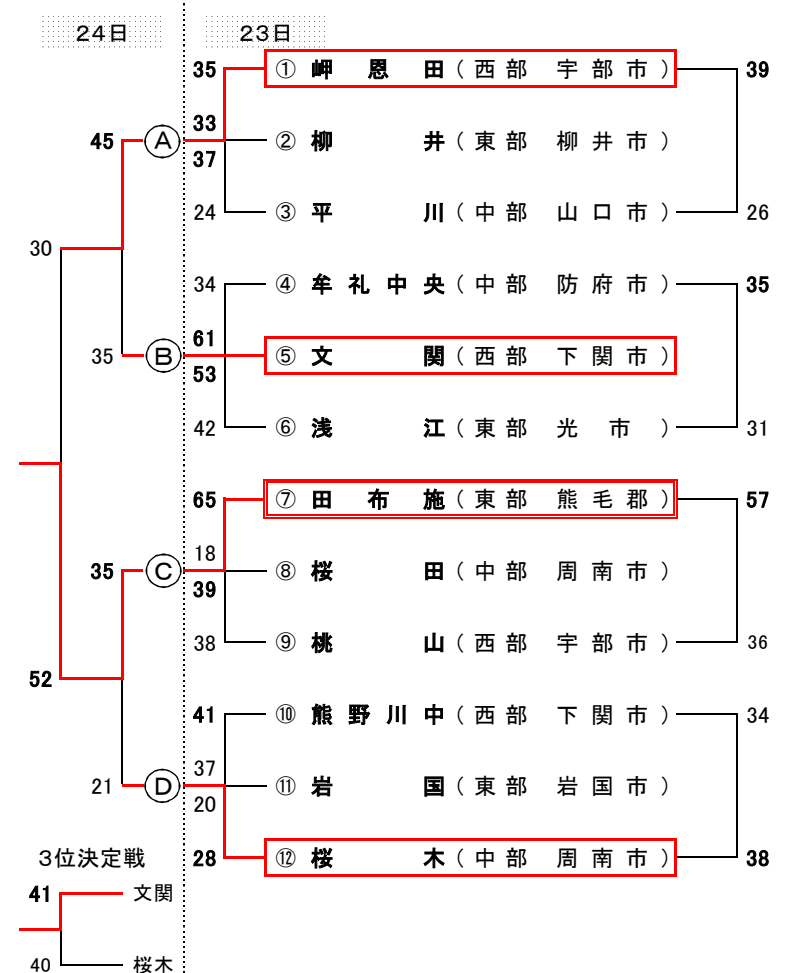 24日 23日
35 ① 岬恩田（西部 宇部市） 39
33
45 Ⓐ ② 柳井（東部 柳井市）
37
24 ③ 平川（中部 山口市） 26
30
34 ④ 牟礼中央（中部 防府市） 35
61
35 Ⓑ ⑤ 文関（西部 下関市）
53
42 ⑥ 浅江（東部 光市） 31
65 ⑦ 田布施（東部 熊毛郡） 57
18
35 Ⓒ ⑧ 桜田（中部 周南市）
39
38 ⑨ 桃山（西部 宇部市） 36
52
41 ⑩ 熊野川中（西部 下関市） 34
37
21 Ⓓ ⑪ 岩国（東部 岩国市）
20
3位決定戦 28 ⑫ 桜木（中部 周南市） 38
41 文関
40 桜木